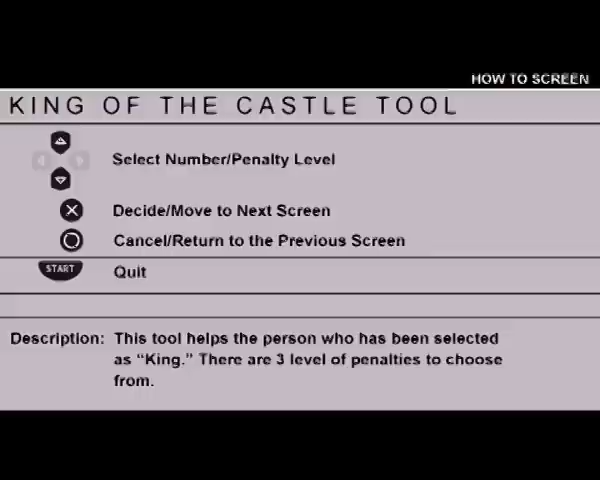 HOW TO SCREEN
KING OF THE CASTLE TOOL
Select Number/Penalty Level
Decide/Move to Next Screen
Cancel/Return to the Previous Screen
START Quit
Description: This tool helps the person who has been selected
as “King.” There are 3 level of penalties to choose
from.